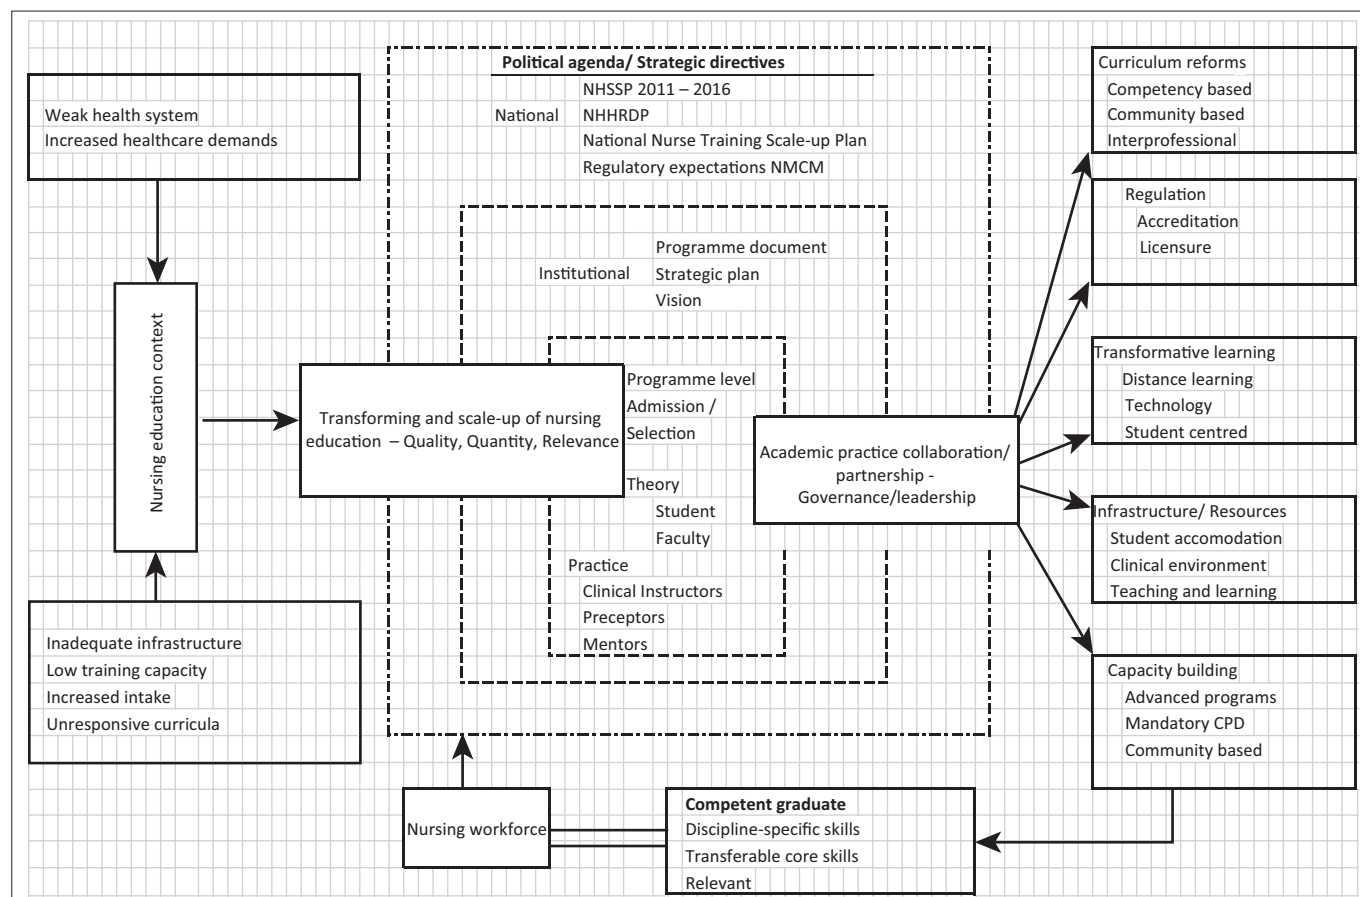 Weak health system
Increased healthcare demands
Nursing education context
Inadequate infrastructure
Low training capacity
Increased intake
Unresponsive curricula
Political agenda/ Strategic directives
NHSSP 2011 – 2016
National NHHRDP
National Nurse Training Scale-up Plan
Regulatory expectations NMCM
Programme document
Institutional Strategic plan
Vision
Transforming and scale-up of nursing
education – Quality, Quantity, Relevance
Programme level
Admission /
Selection
Theory
Student
Faculty
Practice
Clinical Instructors
Preceptors
Mentors
Academic practice collaboration/
partnership -
Governance/leadership
Curriculum reforms
Competency based
Community based
Interprofessional
Regulation
Accreditation
Licensure
Transformative learning
Distance learning
Technology
Student centred
Infrastructure/ Resources
Student accomodation
Clinical environment
Teaching and learning
Capacity building
Advanced programs
Mandatory CPD
Community based
Competent graduate
Discipline-specific skills
Transferable core skills
Relevant
Nursing workforce